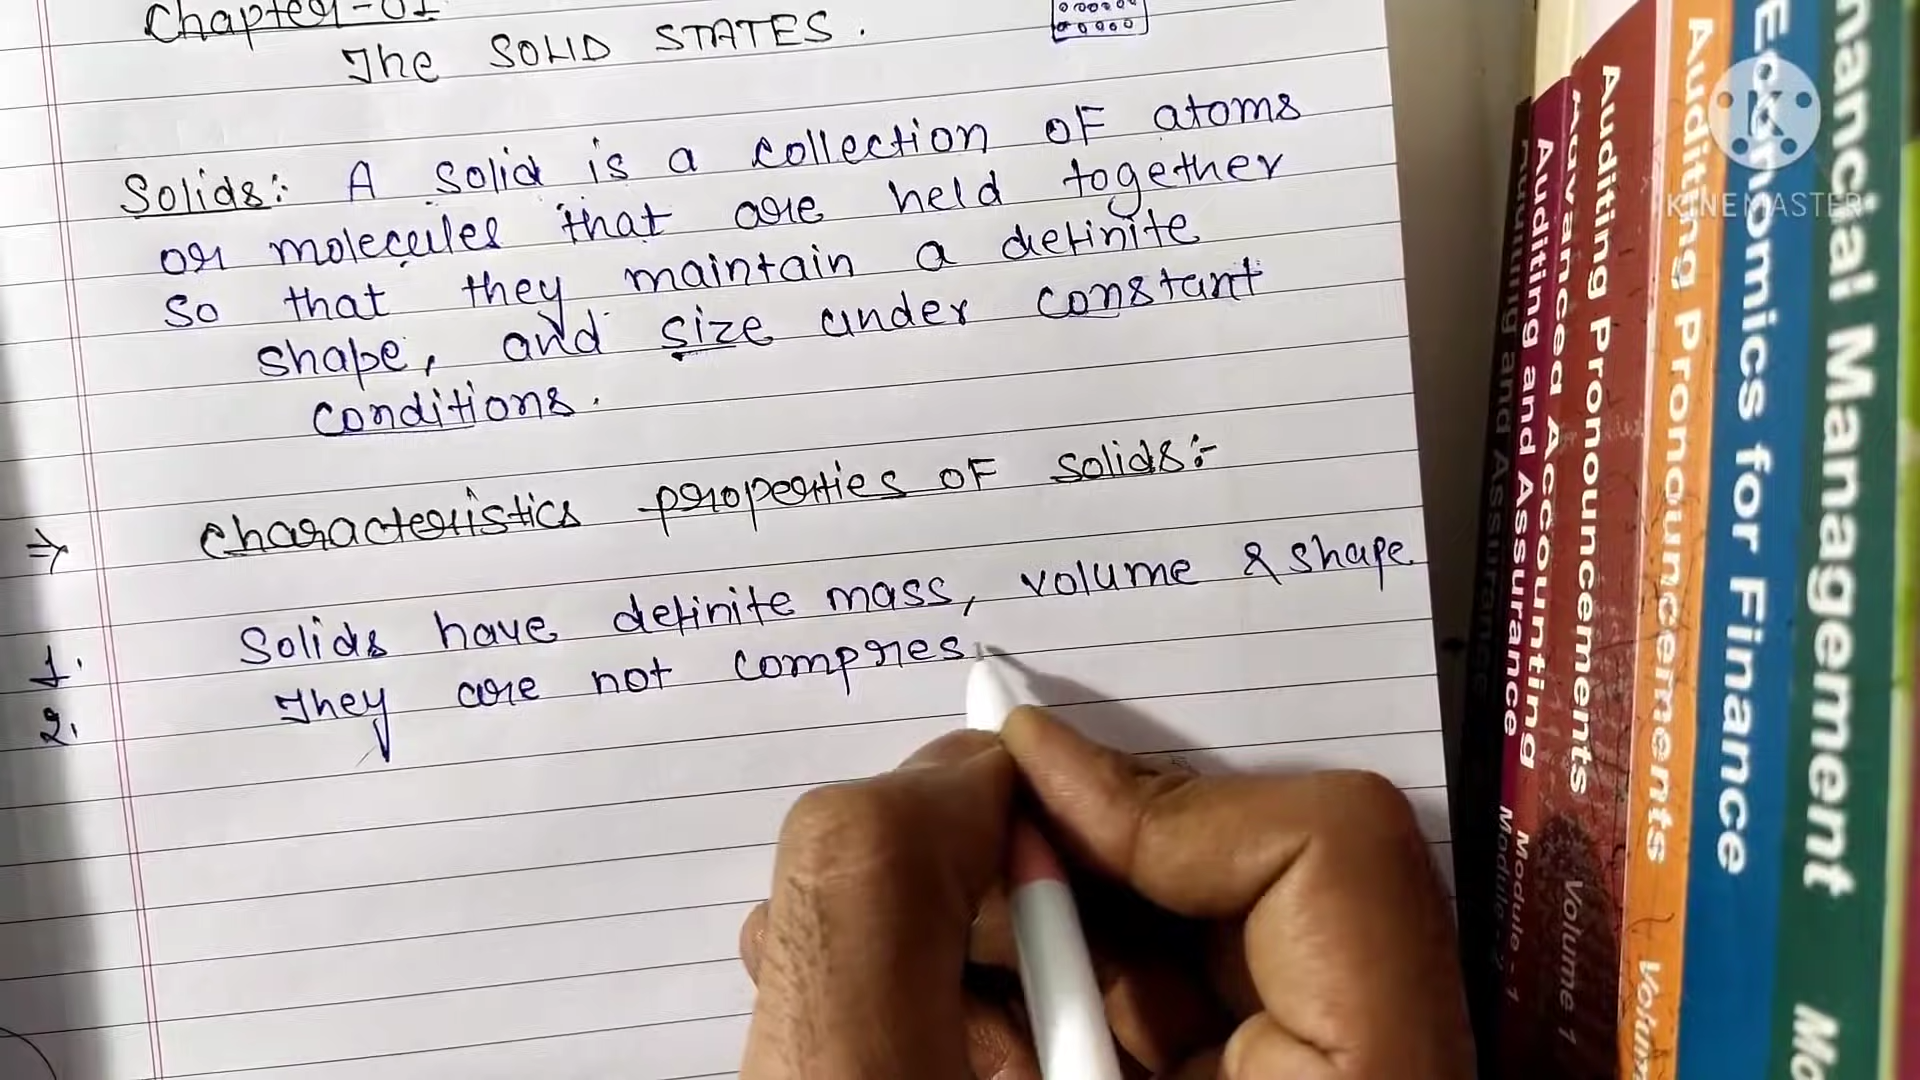 Chapter-01
The SOLID STATES.
Solids:- A solid is a collection OF atoms
or molecules that are held together
so that they maintain a definite
shape, and size under constant
conditions.
⇒ Characteristics properties OF solids:-
1. Solids have definite mass, volume & shape
2. They are not compres
Auditing and Assurance
Auditing and Assurance Module - 1
Advanced Accounting
Auditing Pronouncements Volume 1
Auditing Pronouncements
Economics for Finance
Financial Management
KINEMASTER